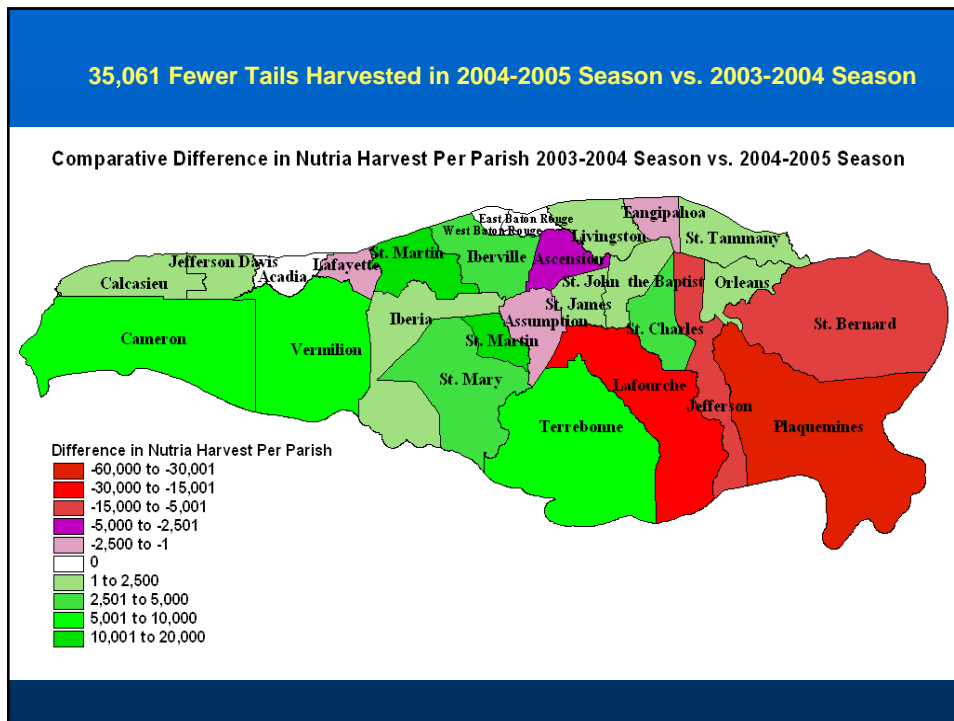 35,061 Fewer Tails Harvested in 2004-2005 Season vs. 2003-2004 Season
Comparative Difference in Nutria Harvest Per Parish 2003-2004 Season vs. 2004-2005 Season
East Baton Rouge
West Baton Rouge
Tangipahoa
Livingston
St. Tammany
Jefferson Davis
Acadia
Lafayette
St. Martin
Iberville
Ascension
Calcasieu
St. John the Baptist
Orleans
St. James
Iberia
Assumption
St. Charles
St. Bernard
Cameron
Vermilion
St. Martin
St. Mary
Lafourche
Jefferson
Terrebonne
Plaquemines
Difference in Nutria Harvest Per Parish
-60,000 to -30,001
-30,000 to -15,001
-15,000 to -5,001
-5,000 to -2,501
-2,500 to -1
0
1 to 2,500
2,501 to 5,000
5,001 to 10,000
10,001 to 20,000